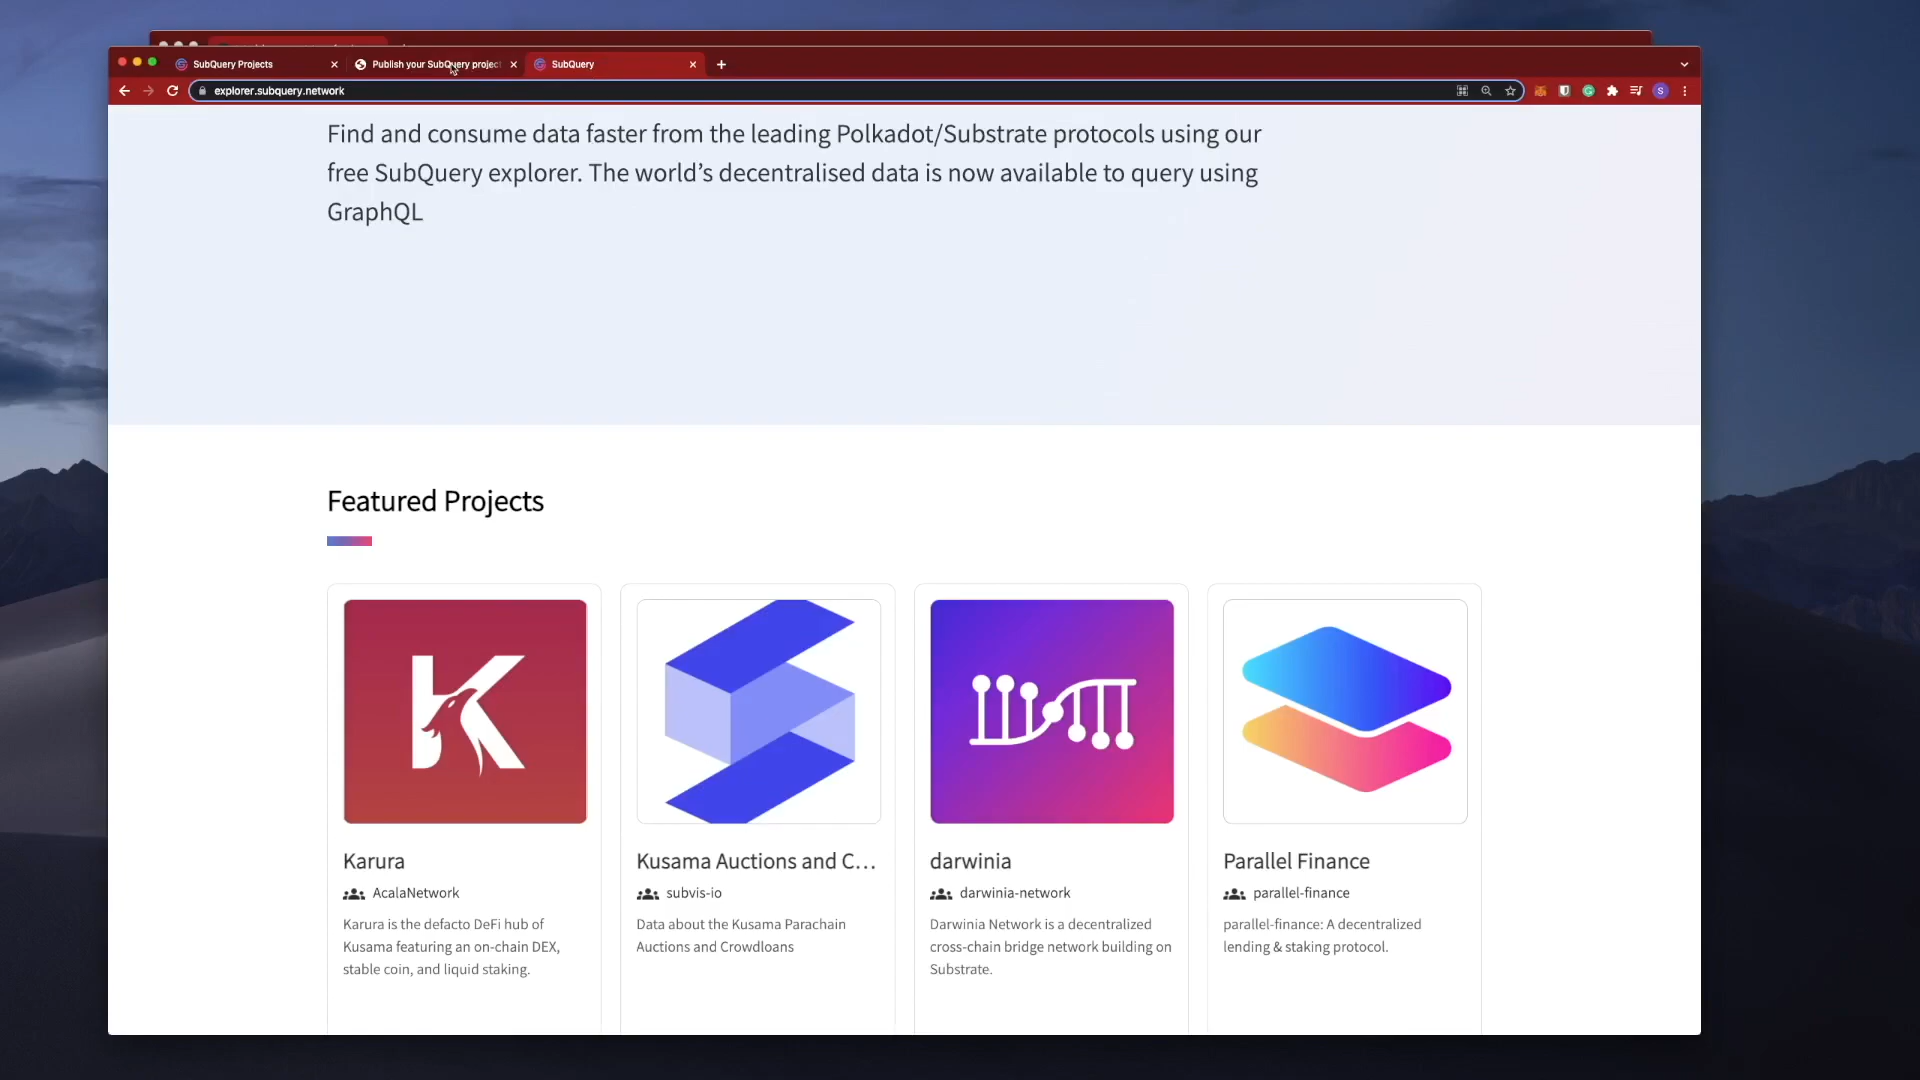 SubQuery Projects
Publish your SubQuery project
SubQuery
explorer.subquery.network
S
Find and consume data faster from the leading Polkadot/Substrate protocols using our
free SubQuery explorer. The world’s decentralised data is now available to query using
GraphQL
Featured Projects
Karura
AcalaNetwork
Karura is the defacto DeFi hub of
Kusama featuring an on-chain DEX,
stable coin, and liquid staking.
Kusama Auctions and C...
subvis-io
Data about the Kusama Parachain
Auctions and Crowdloans
darwinia
darwinia-network
Darwinia Network is a decentralized
cross-chain bridge network building on
Substrate.
Parallel Finance
parallel-finance
parallel-finance: A decentralized
lending & staking protocol.